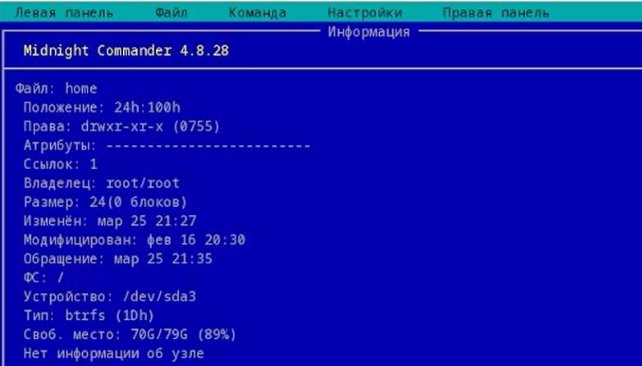 Левая панель Файл Команда Настройки Правая панель
Информация
Midnight Commander 4.8.28
Файл: home
Положение: 24h:100h
Права: drwxr-xr-x (0755)
Атрибуты: -------------------------
Ссылок: 1
Владелец: root/root
Размер: 24(0 блоков)
Изменён: мар 25 21:27
Модифицирован: фев 16 20:30
Обращение: мар 25 21:35
ФС: /
Устройство: /dev/sda3
Тип: btrfs (1Dh)
Своб. место: 70G/79G (89%)
Нет информации об узле